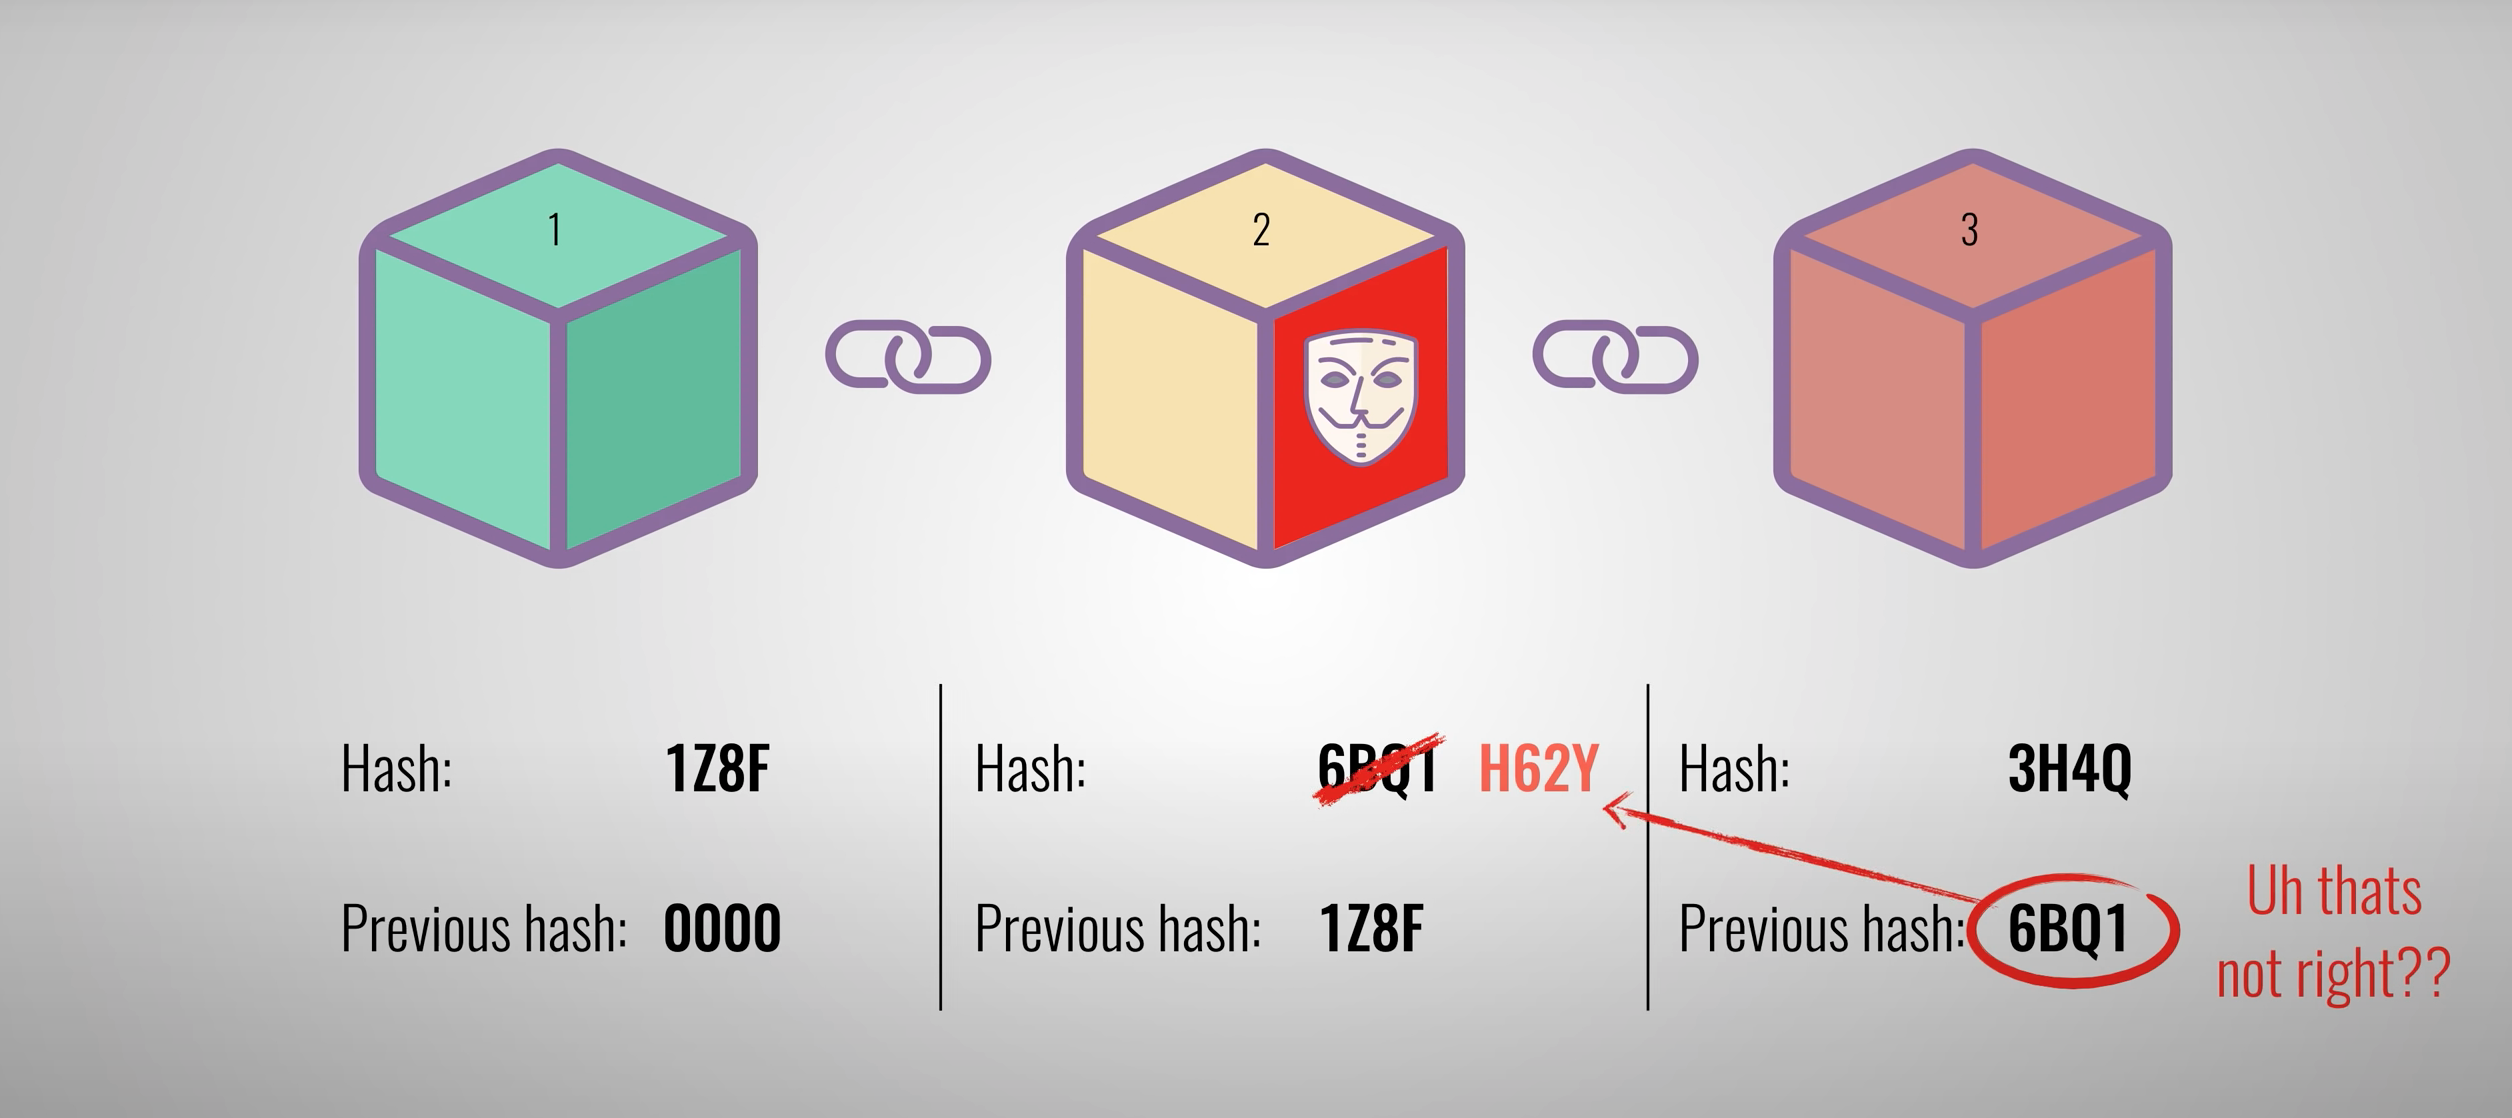 1
2
3
Hash: 1Z8F
Previous hash: 0000
Hash: 6BQ1 H62Y
Previous hash: 1Z8F
Hash: 3H4Q
Previous hash: 6BQ1
Uh thats
not right??